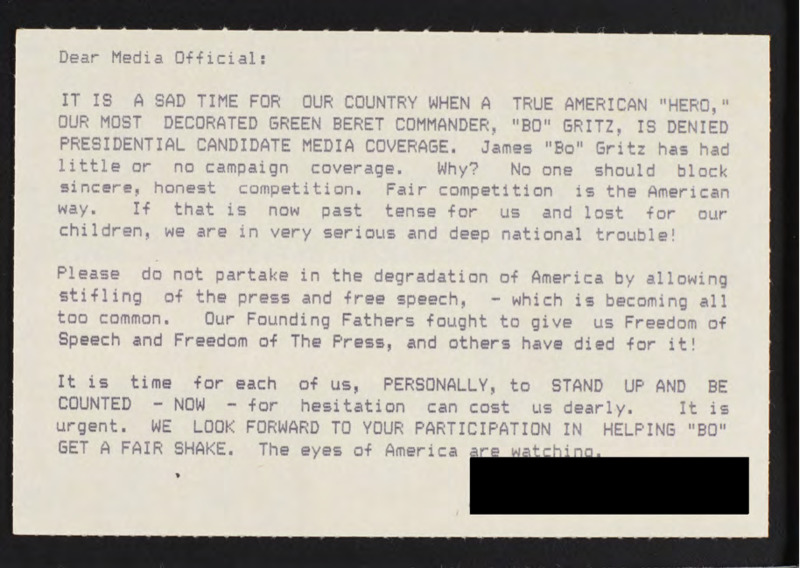 Dear Media Official:
IT IS A SAD TIME FOR OUR COUNTRY WHEN A TRUE AMERICAN "HERO,"
OUR MOST DECORATED GREEN BERET COMMANDER, "BO" GRITZ, IS DENIED
PRESIDENTIAL CANDIDATE MEDIA COVERAGE. James "Bo" Gritz has had
little or no campaign coverage. Why? No one should block
sincere, honest competition. Fair competition is the American
way. If that is now past tense for us and lost for our
children, we are in very serious and deep national trouble!
Please do not partake in the degradation of America by allowing
stifling of the press and free speech, - which is becoming all
too common. Our Founding Fathers fought to give us Freedom of
Speech and Freedom of The Press, and others have died for it!
It is time for each of us, PERSONALLY, to STAND UP AND BE
COUNTED - NOW - for hesitation can cost us dearly. It is
urgent. WE LOOK FORWARD TO YOUR PARTICIPATION IN HELPING "BO"
GET A FAIR SHAKE. The eyes of America are watching.